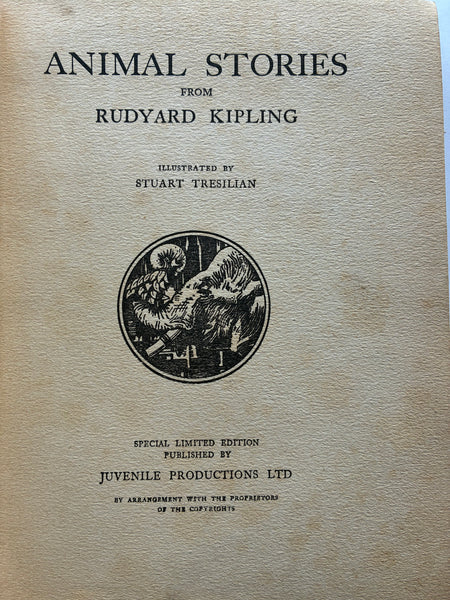 ANIMAL STORIES
FROM
RUDYARD KIPLING
ILLUSTRATED BY
STUART TRESILIAN
SPECIAL LIMITED EDITION
PUBLISHED BY
JUVENILE PRODUCTIONS LTD
BY ARRANGEMENT WITH THE PROPRIETORS
OF THE COPYRIGHTS